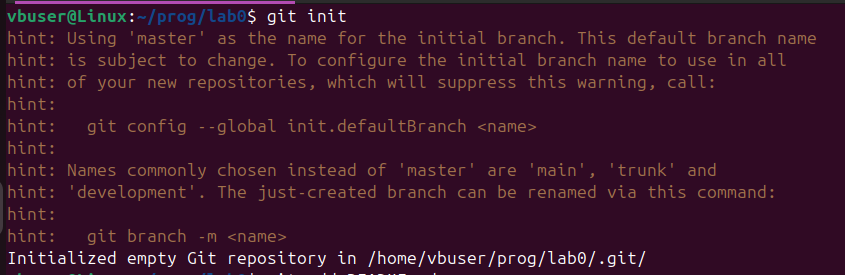 vbuser@Linux:~/prog/lab0$ git init
hint: Using 'master' as the name for the initial branch. This default branch name
hint: is subject to change. To configure the initial branch name to use in all
hint: of your new repositories, which will suppress this warning, call:
hint:
hint:   git config --global init.defaultBranch <name>
hint:
hint: Names commonly chosen instead of 'master' are 'main', 'trunk' and
hint: 'development'. The just-created branch can be renamed via this command:
hint:
hint:   git branch -m <name>
Initialized empty Git repository in /home/vbuser/prog/lab0/.git/